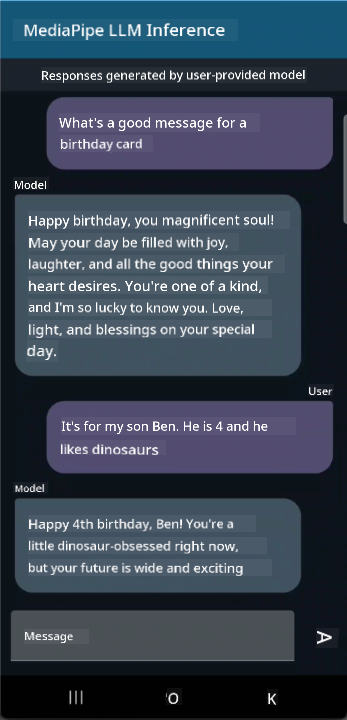 MediaPipe LLM Inference
Responses generated by user-provided model
What's a good message for a
birthday card
Model
Happy birthday, you magnificent soul!
May your day be filled with joy,
laughter, and all the good things your
heart desires. You're one of a kind,
and I'm so lucky to know you. Love,
light, and blessings on your special
day.
User
It's for my son Ben. He is 4 and he
likes dinosaurs
Model
Happy 4th birthday, Ben! You're a
little dinosaur-obsessed right now,
but your future is wide and exciting
Message
A
III 'O K